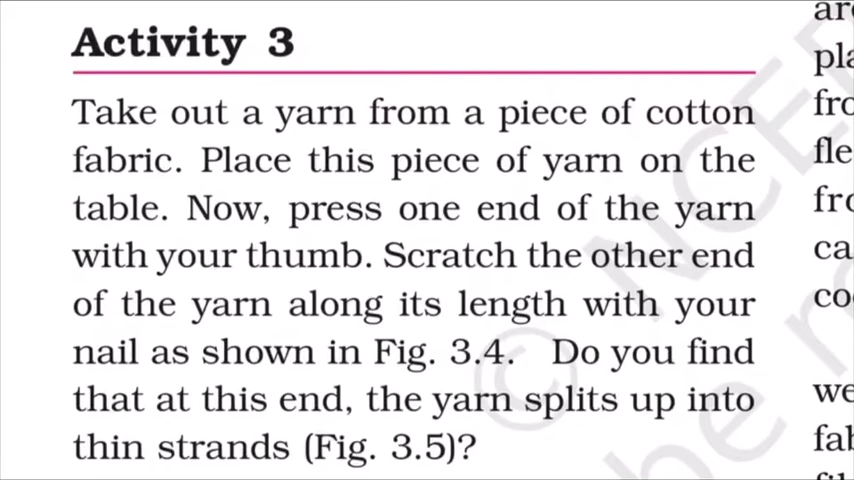 Activity 3
Take out a yarn from a piece of cotton
fabric. Place this piece of yarn on the
table. Now, press one end of the yarn
with your thumb. Scratch the other end
of the yarn along its length with your
nail as shown in Fig. 3.4. Do you find
that at this end, the yarn splits up into
thin strands (Fig. 3.5)?